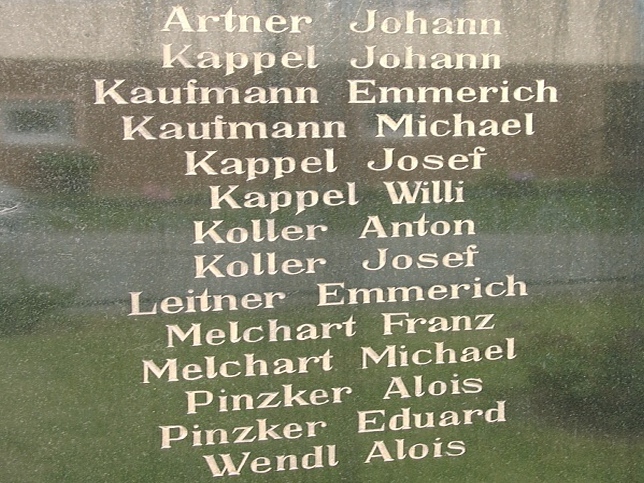 Artner Johann
Kappel Johann
Kaufmann Emmerich
Kaufmann Michael
Kappel Josef
Kappel Willi
Koller Anton
Koller Josef
Leitner Emmerich
Melchart Franz
Melchart Michael
Pinzker Alois
Pinzker Eduard
Wendl Alois